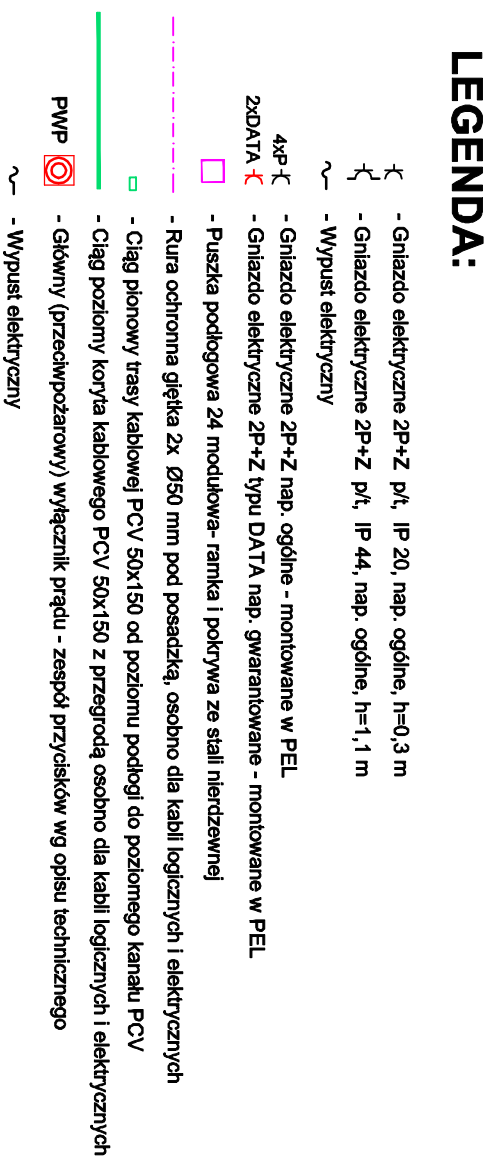 LEGENDA:
- Gniazdo elektryczne 2P+Z p/t, IP 20, nap. ogólne, h=0,3 m
- Gniazdo elektryczne 2P+Z p/t, IP 44, nap. ogólne, h=1,1 m
- Wypust elektryczny
4xP - Gniazdo elektryczne 2P+Z nap. ogólne - montowane w PEL
2xDATA - Gniazdo elektryczne 2P+Z typu DATA nap. gwarantowane - montowane w PEL
- Puszka podłogowa 24 modułowa- ramka i pokrywa ze stali nierdzewnej
- Rura ochronna giętka 2x Ø50 mm pod posadzką, osobno dla kabli logicznych i elektrycznych
- Ciąg pionowy trasy kablowej PCV 50x150 od poziomu podłogi do poziomego kanału PCV
- Ciąg poziomy koryta kablowego PCV 50x150 z przegrodą osobno dla kabli logicznych i elektrycznych
PWP - Główny (przeciwpożarowy) wyłącznik prądu - zespół przycisków wg opisu technicznego
- Wypust elektryczny